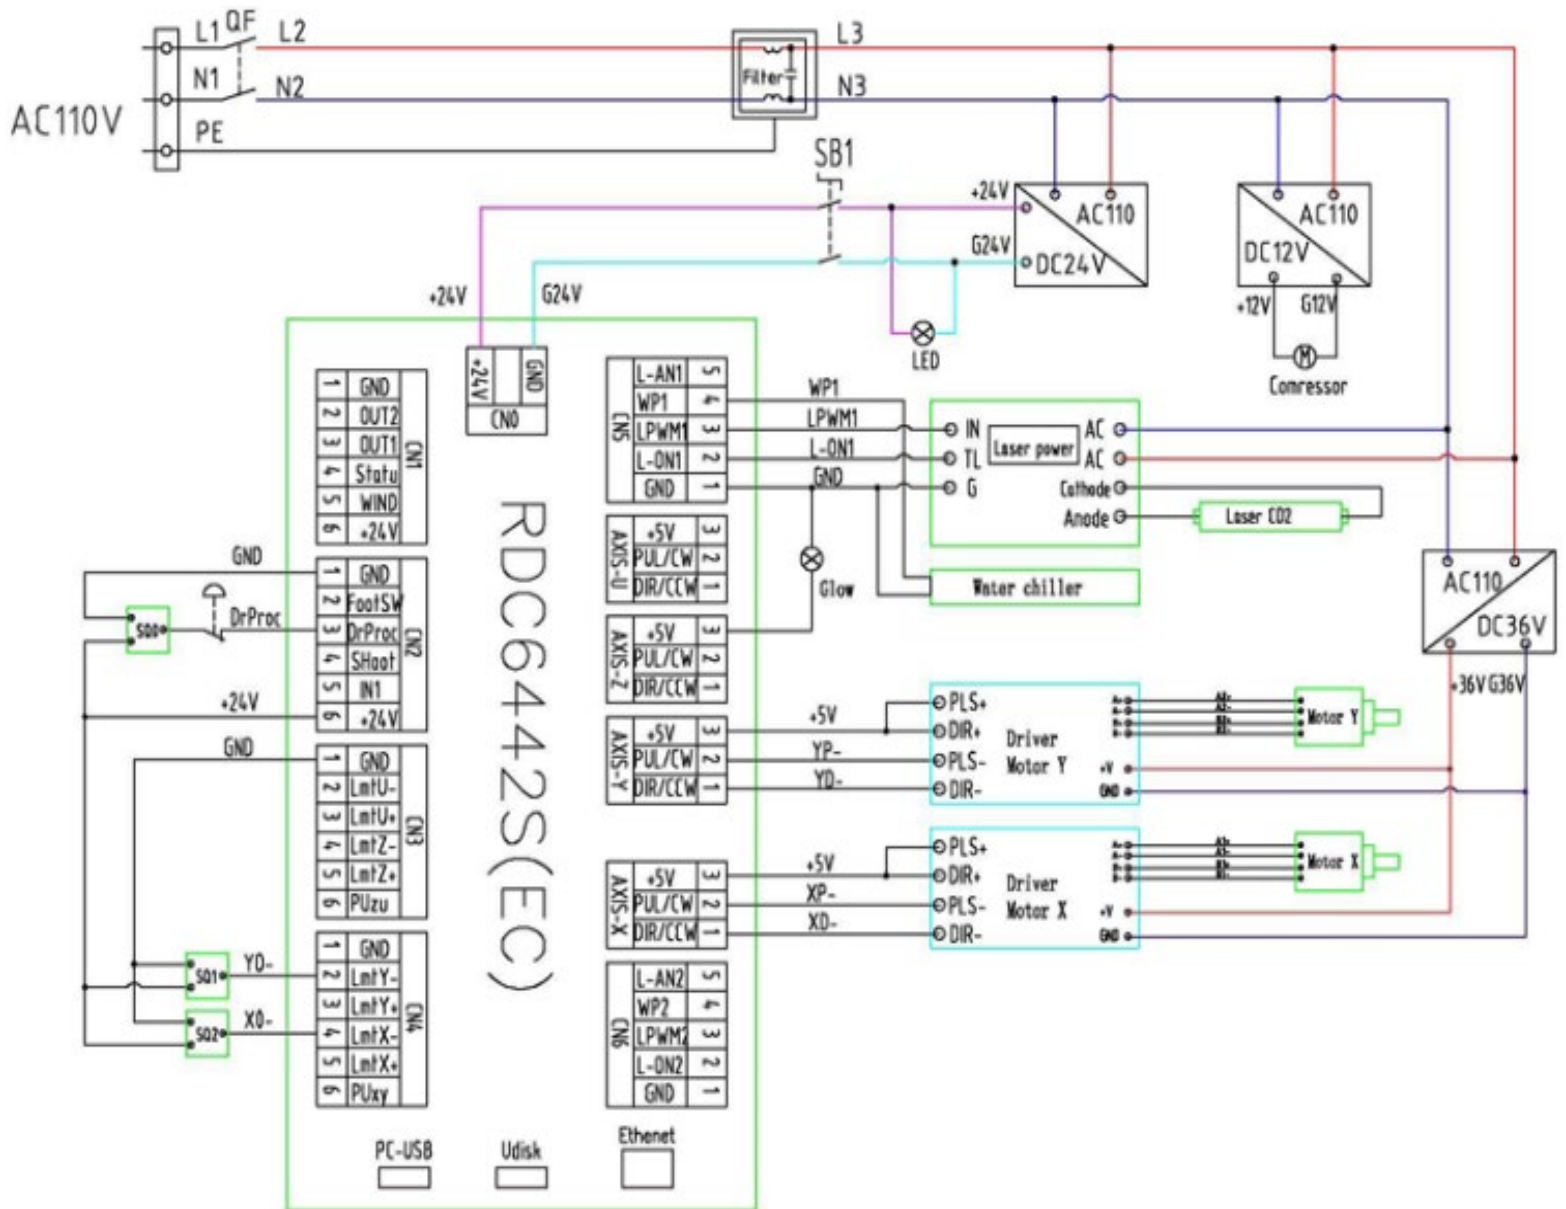 L1 QF L2
L3
N1
N2
N3
AC110V
PE
Filter
SB1
+24V
AC110
G24V
DC24V
AC110
DC12V
+12V
G12V
Comressor
LED
+24V
G24V
+24V
GND
CN0
1 GND
2 OUT2
3 OUT1
4 Statu
5 WIND
6 +24V
CN1
GND
DrProc
+24V
1 GND
2 FootSW
3 DrProc
4 SHoot
5 IN1
6 +24V
CN2
GND
1 GND
2 LmtU-
3 LmtU+
4 LmtZ-
5 LmtZ+
6 PUzu
CN3
SQ1
Y0-
SQ2
X0-
1 GND
2 LmtY-
3 LmtY+
4 LmtX-
5 LmtX+
6 PUxy
CN4
RDC6442S(EC)
CN5
L-AN1 5
WP1 4
LPWM1 3
L-ON1 2
GND 1
AXIS-U
+5V 3
PUL/CW 2
DIR/CCW 1
AXIS-Z
+5V 3
PUL/CW 2
DIR/CCW 1
AXIS-Y
+5V 3
PUL/CW 2
DIR/CCW 1
AXIS-X
+5V 3
PUL/CW 2
DIR/CCW 1
CN6
L-AN2 5
WP2 4
LPWM2 3
L-ON2 2
GND 1
PC-USB
Udisk
Ethenet
WP1
LPWM1
L-ON1
GND
Glow
IN
TL
G
Laser power
AC
AC
Cathode
Anode
Laser CO2
Water chiller
AC110
DC36V
+36V G36V
+5V
YP-
YD-
PLS+
DIR+
PLS-
DIR-
Driver
Motor Y
+V
GND
Motor Y
+5V
XP-
XD-
PLS+
DIR+
PLS-
DIR-
Driver
Motor X
+V
GND
Motor X